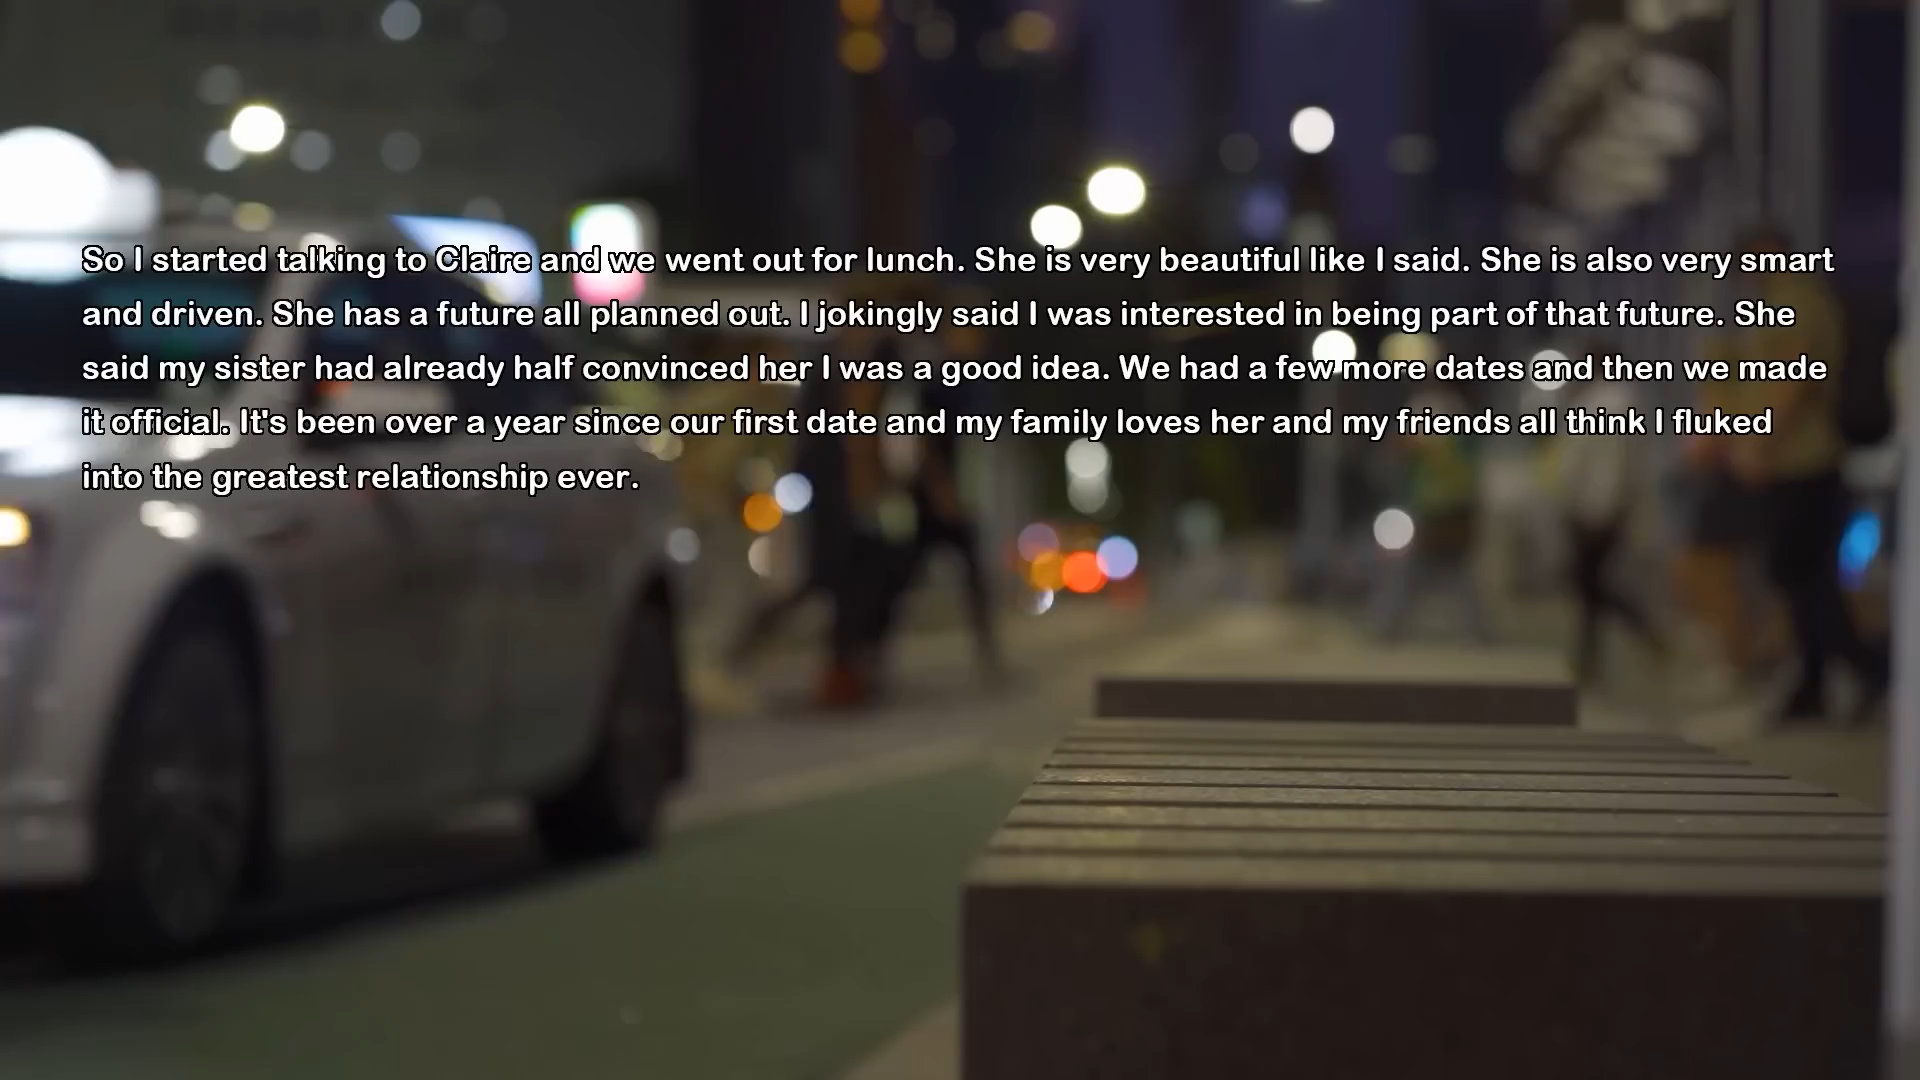 So I started talking to Claire and we went out for lunch. She is very beautiful like I said. She is also very smart
and driven. She has a future all planned out. I jokingly said I was interested in being part of that future. She
said my sister had already half convinced her I was a good idea. We had a few more dates and then we made
it official. It's been over a year since our first date and my family loves her and my friends all think I fluked
into the greatest relationship ever.